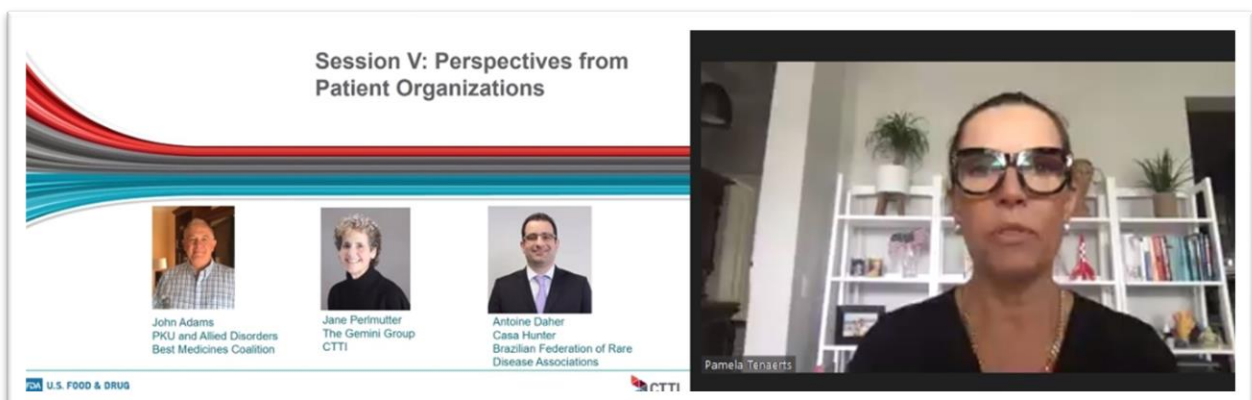 Session V: Perspectives from
Patient Organizations
John Adams
PKU and Allied Disorders
Best Medicines Coalition
Jane Perlmutter
The Gemini Group
CTTI
Antoine Daher
Casa Hunter
Brazilian Federation of Rare
Disease Associations
FDA U.S. FOOD & DRUG
CTTI
Pamela Tenaerts